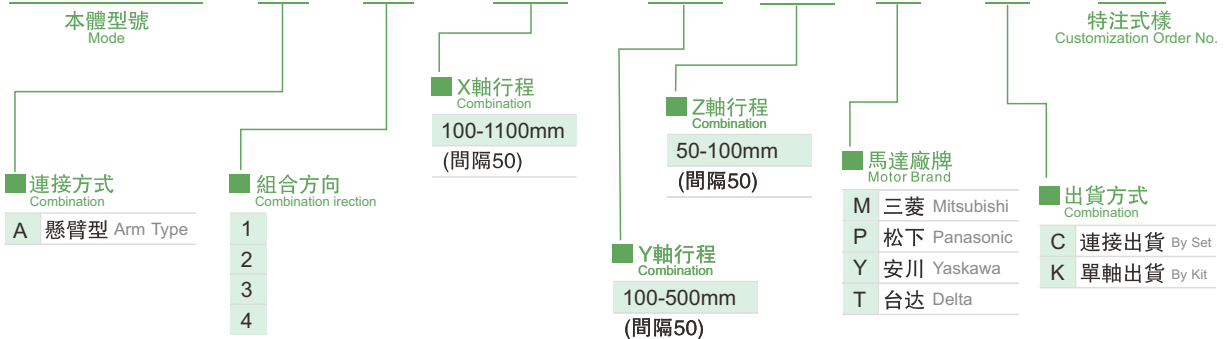 本體型號
Mode
特注式樣
Customization Order No.
X軸行程
Combination
100-1100mm
(間隔50)
Z軸行程
Combination
50-100mm
(間隔50)
馬達廠牌
Motor Brand
M 三菱 Mitsubishi
P 松下 Panasonic
Y 安川 Yaskawa
T 台达 Delta
連接方式
Combination
A 懸臂型 Arm Type
組合方向
Combination irection
1
2
3
4
出貨方式
Combination
C 連接出貨 By Set
K 單軸出貨 By Kit
Y軸行程
Combination
100-500mm
(間隔50)